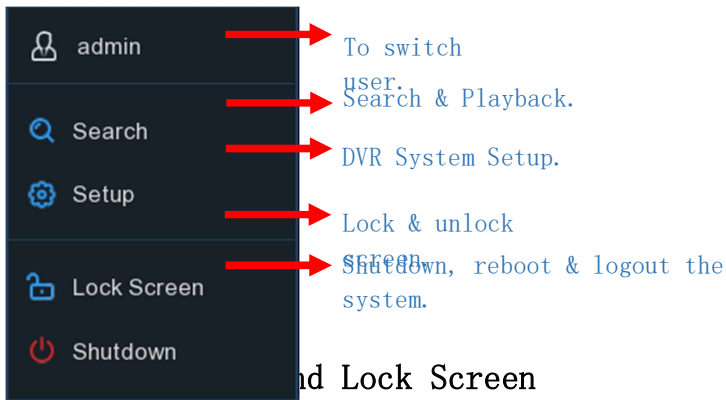 admin
To switch
user.
Search & Playback.
Search
DVR System Setup.
Setup
Lock & unlock
screen.
Shutdown, reboot & logout the
system.
Lock Screen
Shutdown
Lock Screen